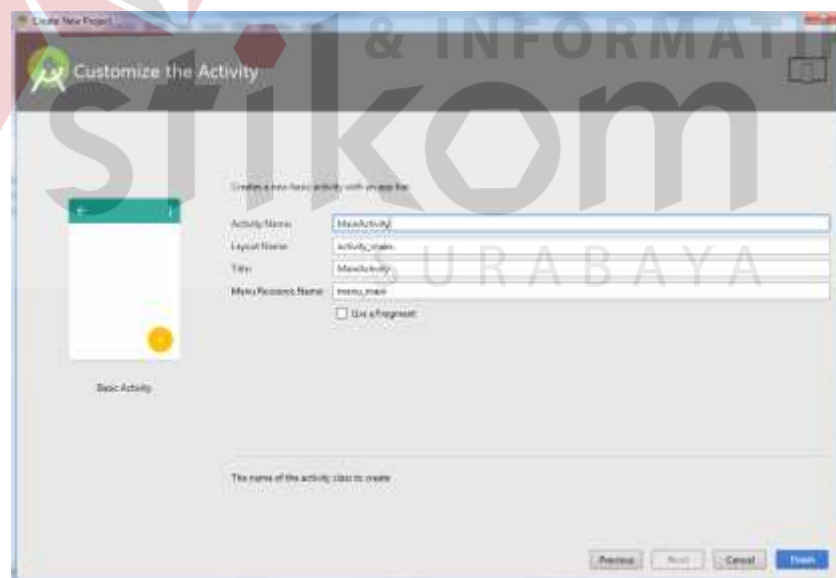 Create New Project
& INFORMATI
Customize the Activity
stikom
Creates a new basic activity with an app bar
Activity Name: MainActivity
Layout Name: activity_main
Title: MainActivity
SURABAYA
Menu Resource Name: menu_main
Use a Fragment
Basic Activity
The name of the activity class to create
Previous Next Cancel Finish